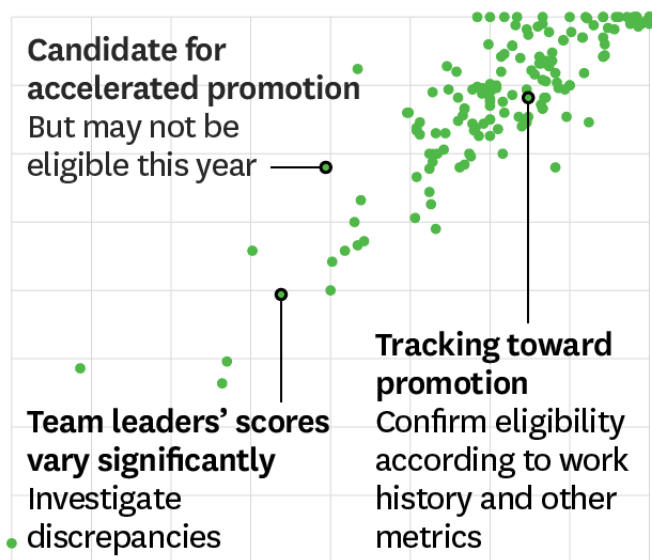 Candidate for
accelerated promotion
But may not be
eligible this year
Tracking toward
promotion
Confirm eligibility
according to work
history and other
metrics
Team leaders’ scores
vary significantly
Investigate
discrepancies